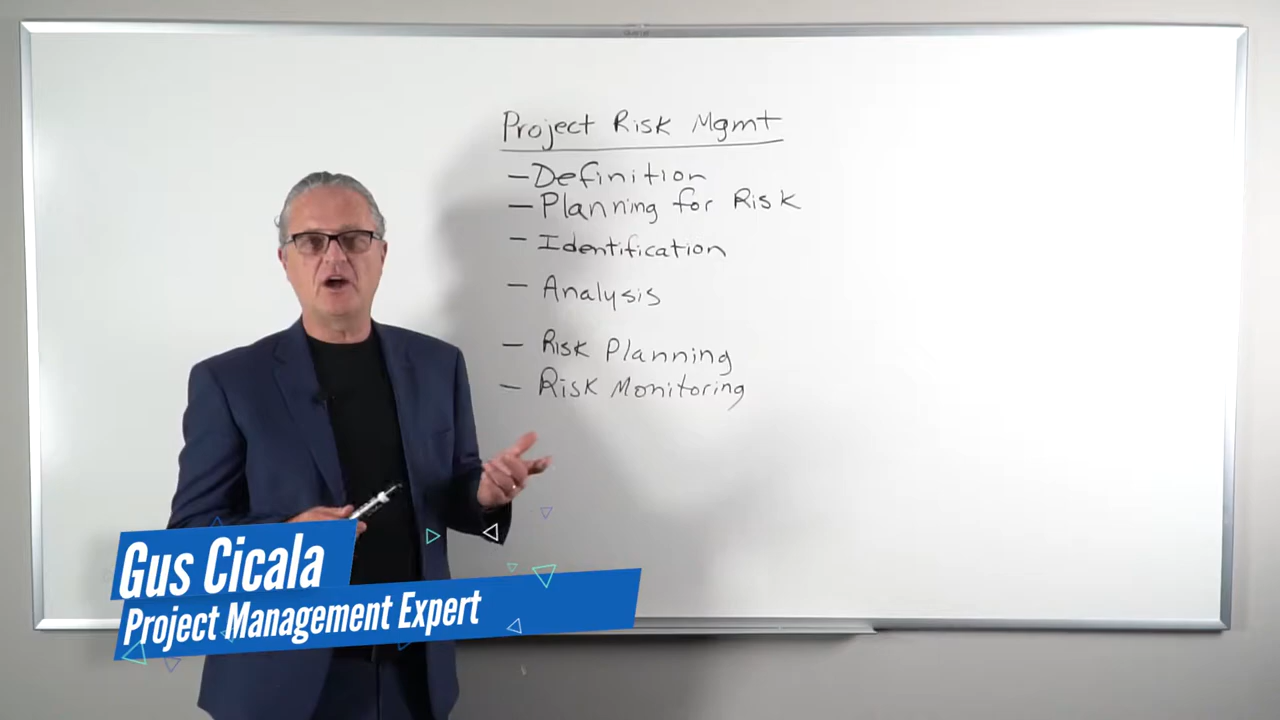 Project Risk Mgmt
- Definition
- Planning for Risk
- Identification
- Analysis
- Risk Planning
- Risk Monitoring
Gus Cicala
Project Management Expert